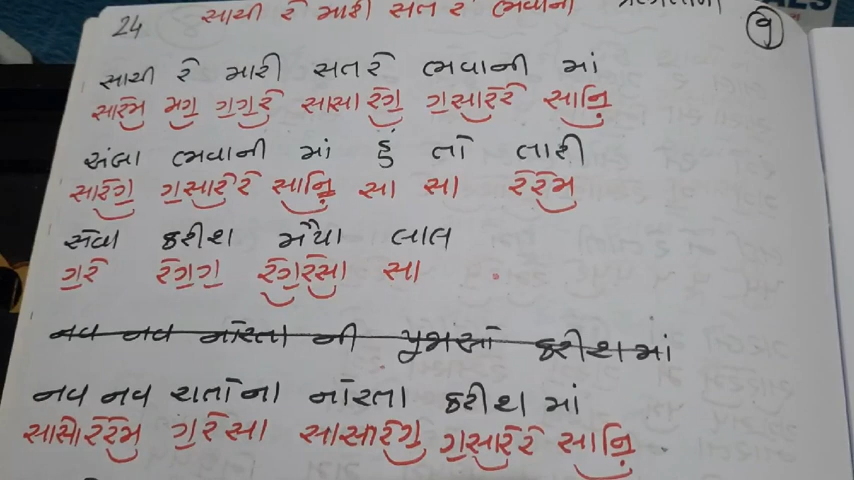 24 સાચી રે મારી સત રે ભવાની
સાચી રે મારી સતરે ભવાની માં
સારેમ મગ ગગરે સાસા રેગ ગસારેરે સાનિ
અંબા ભવાની માં હું તો તારી
સારેગ ગસારેરે સાનિ સા સા રેરેમ
સેવા કરીશ મૈયા લાલ
ગરે રેગગ રેગરેસા સા
નવ નવ નોરતા ની પૂજાઓ કરીશ માં
નવ નવ રાતોના નોરતા કરીશ માં
સાસારેરેમ ગરેસા સાસારેગ ગસારેરે સાનિ